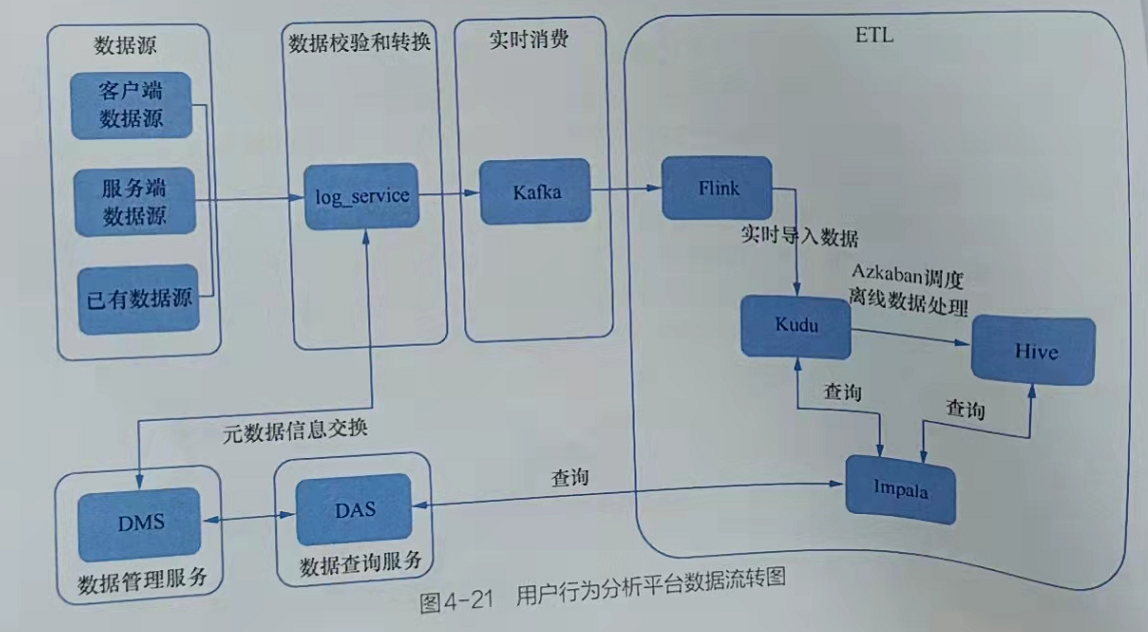 数据源
客户端
数据源
服务端
数据源
已有数据源
数据校验和转换
log_service
实时消费
Kafka
ETL
Flink
实时导入数据
Kudu
Azkaban调度
离线数据处理
Hive
查询
查询
Impala
元数据信息交换
DMS
数据管理服务
DAS
数据查询服务
查询
图4-21 用户行为分析平台数据流转图